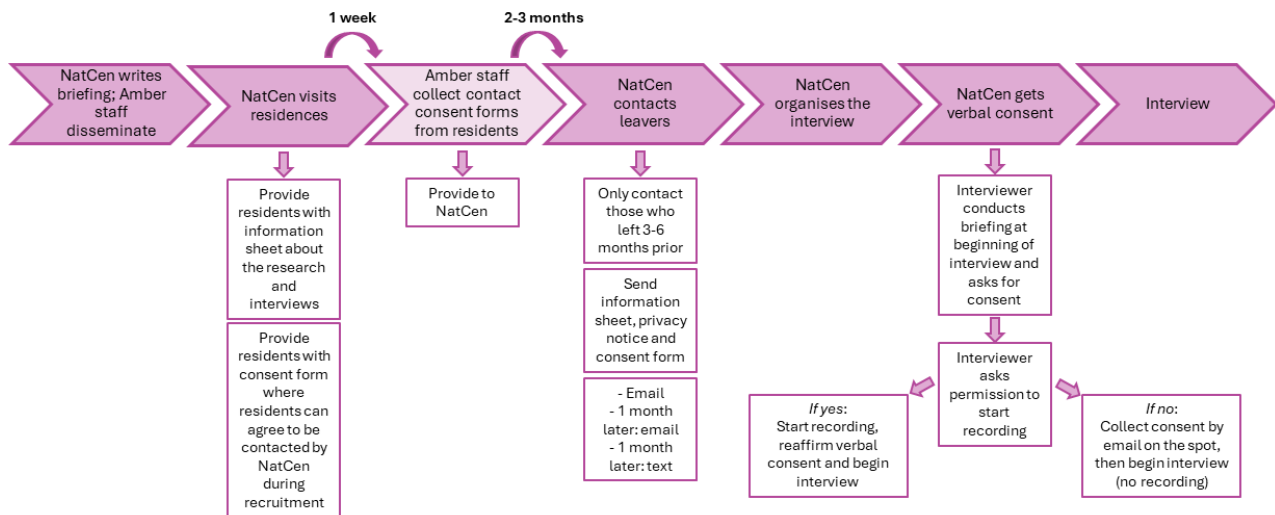 1 week
2-3 months
NatCen writes
briefing; Amber
staff
disseminate
NatCen visits
residences
Amber staff
collect contact
consent forms
from residents
NatCen
contacts
leavers
NatCen
organises the
interview
NatCen gets
verbal consent
Interview
Provide
residents with
information
sheet about
the research
and
interviews
Provide
residents with
consent form
where
residents can
agree to be
contacted by
NatCen
during
recruitment
Provide to
NatCen
Only contact
those who
left 3-6
months prior
Send
information
sheet, privacy
notice and
consent form
- Email
- 1 month
later: email
- 1 month
later: text
Interviewer
conducts
briefing at
beginning of
interview and
asks for
consent
Interviewer
asks
permission to
start
recording
If yes:
Start recording,
reaffirm verbal
consent and begin
interview
If no:
Collect consent by
email on the spot,
then begin interview
(no recording)